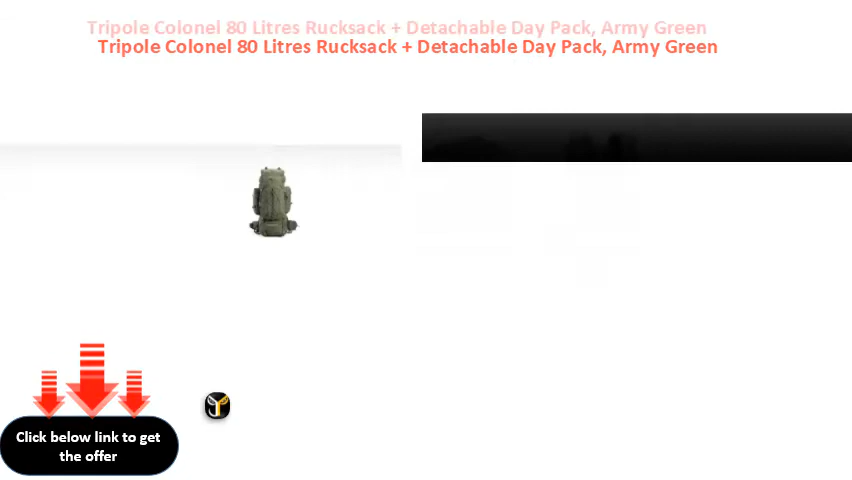 Tripole Colonel 80 Litres Rucksack + Detachable Day Pack, Army Green
Tripole Colonel 80 Litres Rucksack + Detachable Day Pack, Army Green
Click below link to get
the offer